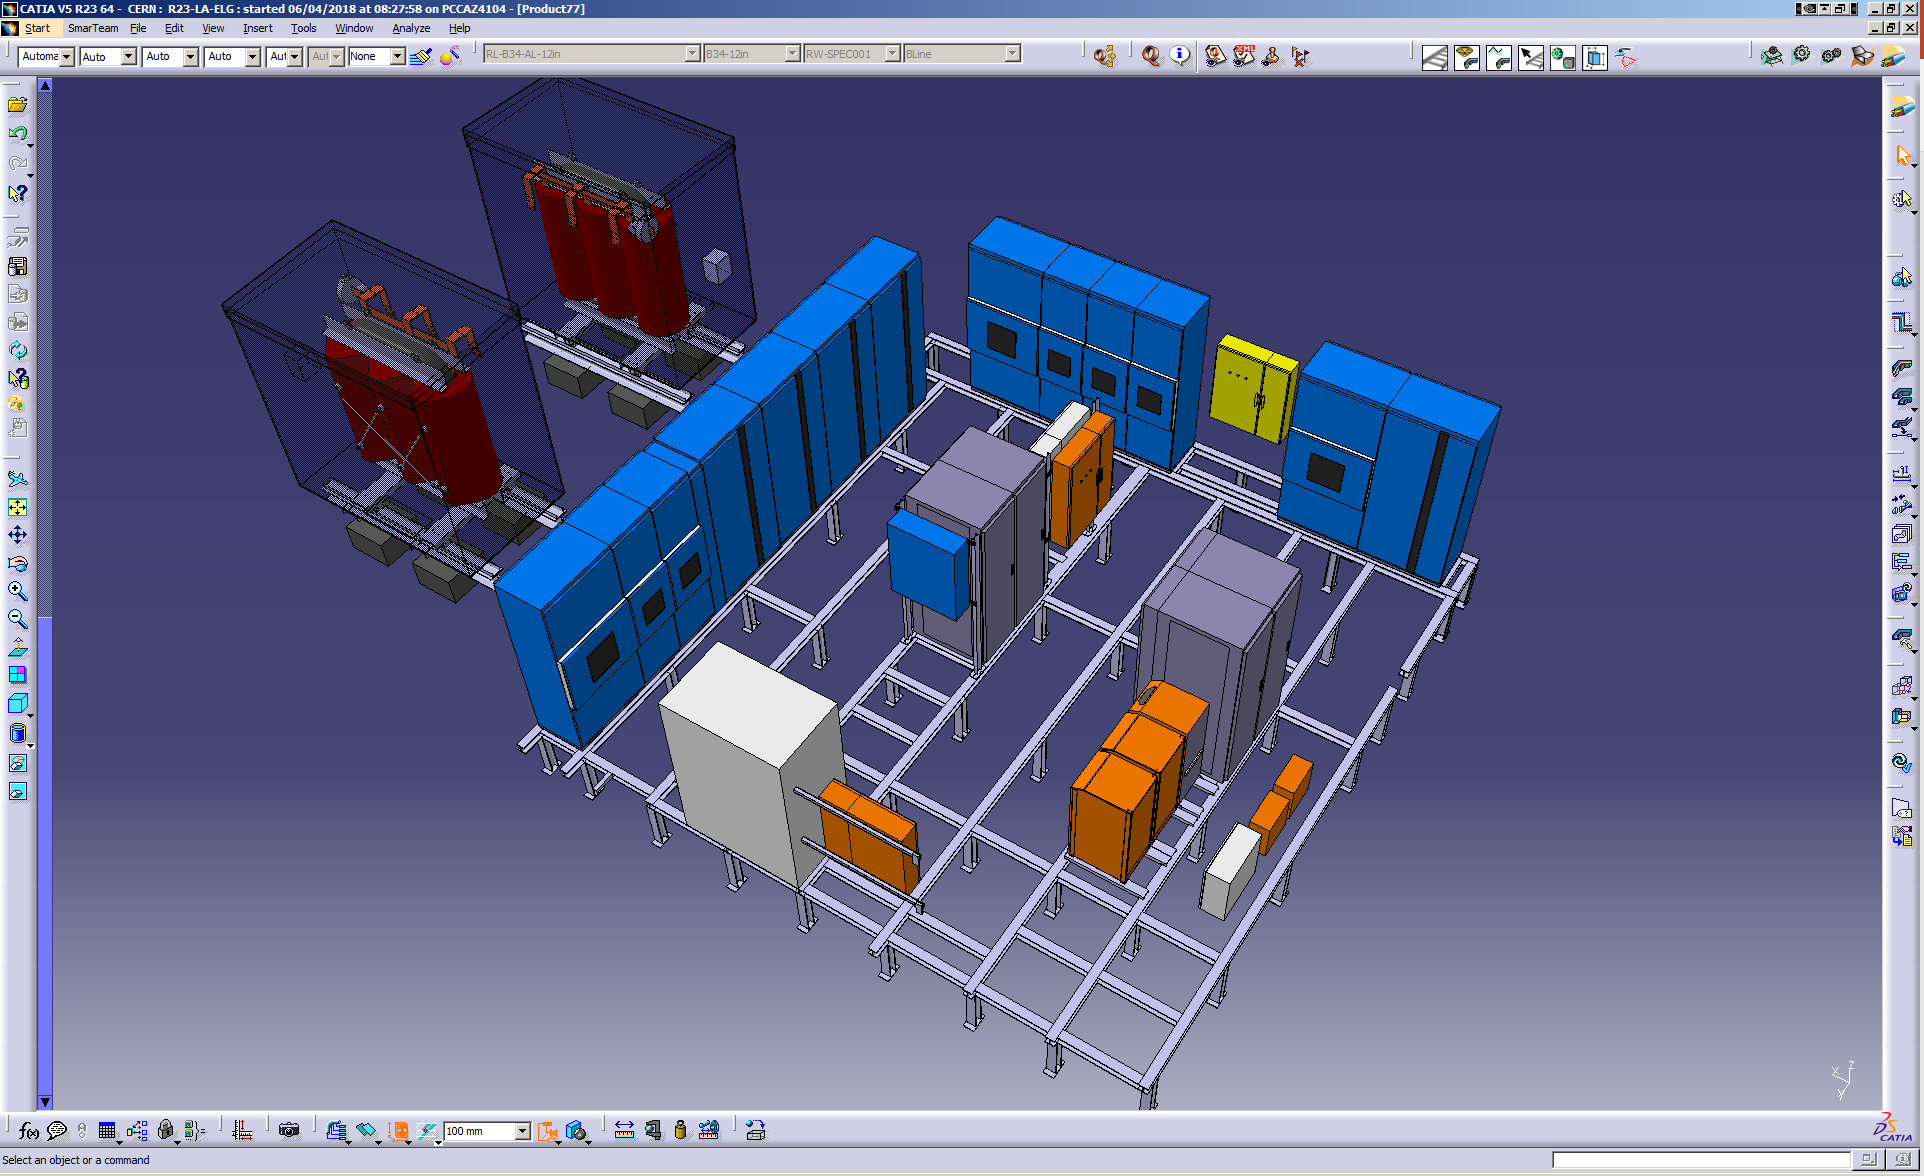 CATIA V5 R23 64 -  CERN :  R23-LA-ELG : started 06/04/2018 at 08:27:58 on PCCAZ4104 - [Product77]
Start SmarTeam File Edit View Insert Tools Window Analyze Help
Automa Auto Auto Auto Aut Aut None RL-B34-AL-12in B34-12in RW-SPEC001 BLine
XML
x z
y
f(x) 100 mm
CATIA
Select an object or a command